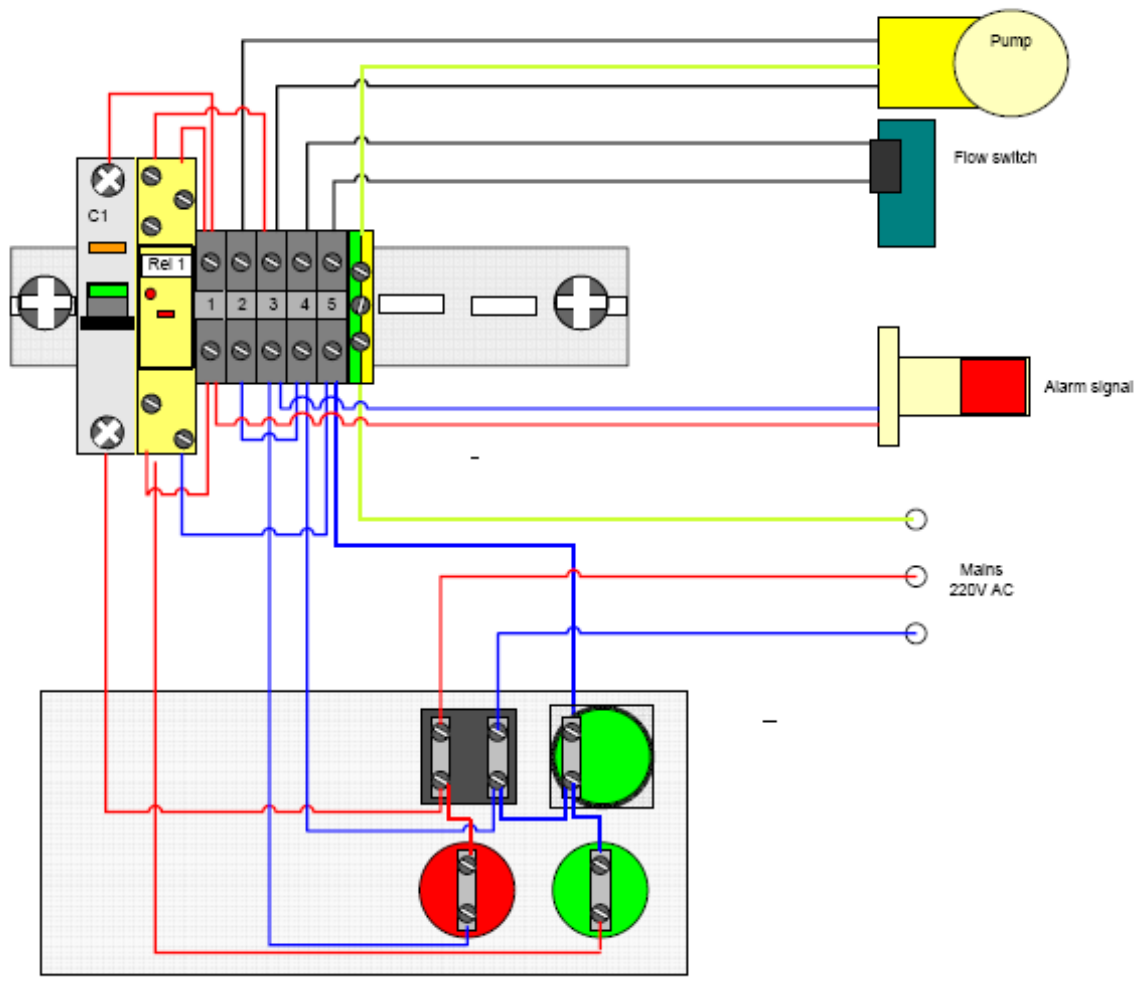 Pump
Flow switch
C1
Rel 1
1 2 3 4 5
Alarm signal
Mains
220V AC